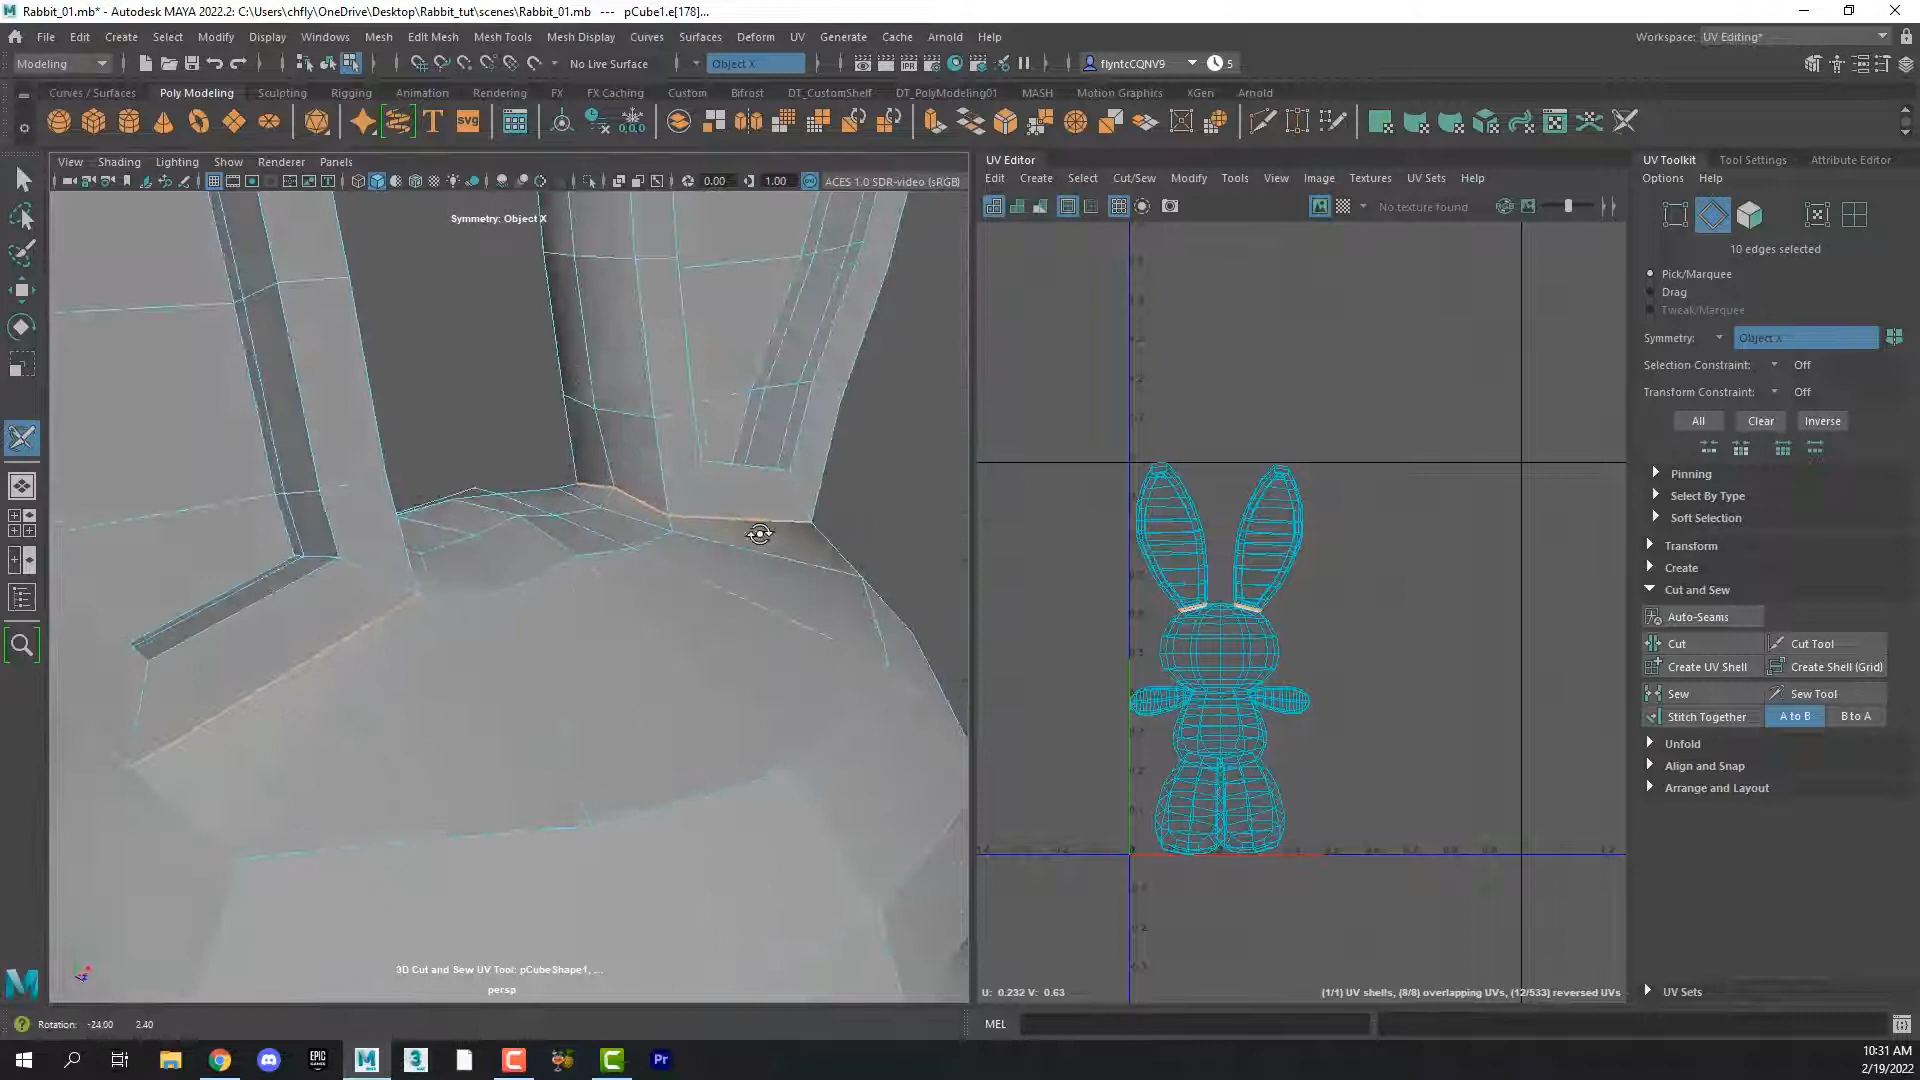 Rabbit_01.mb* - Autodesk MAYA 2022.2: C:\Users\chfly\OneDrive\Desktop\Rabbit_tut\scenes\Rabbit_01.mb --- pCube1.e[178]...
File Edit Create Select Modify Display Windows Mesh Edit Mesh Mesh Tools Mesh Display Curves Surfaces Deform UV Generate Cache Arnold Help
Workspace: UV Editing*
Modeling No Live Surface Object X flyntcCQNV9 5
Curves / Surfaces Poly Modeling Sculpting Rigging Animation Rendering FX FX Caching Custom Bifrost DT_CustomShelf DT_PolyModeling01 MASH Motion Graphics XGen Arnold
View Shading Lighting Show Renderer Panels
0.00 1.00 ACES 1.0 SDR-video (sRGB)
Symmetry: Object X
3D Cut and Sew UV Tool: pCubeShape1, ...
persp
UV Editor
Edit Create Select Cut/Sew Modify Tools View Image Textures UV Sets Help
No texture found
U: 0.232 V: 0.63
(1/1) UV shells, (8/8) overlapping UVs, (12/533) reversed UVs
UV Toolkit Tool Settings Attribute Editor
Options Help
10 edges selected
Pick/Marquee
Drag
Tweak/Marquee
Symmetry: Object X
Selection Constraint: Off
Transform Constraint: Off
All Clear Inverse
Pinning
Select By Type
Soft Selection
Transform
Create
Cut and Sew
Auto-Seams
Cut Cut Tool
Create UV Shell Create Shell (Grid)
Sew Sew Tool
Stitch Together A to B B to A
Unfold
Align and Snap
Arrange and Layout
UV Sets
Rotation: -24.00 2.40
MEL
10:31 AM
2/19/2022